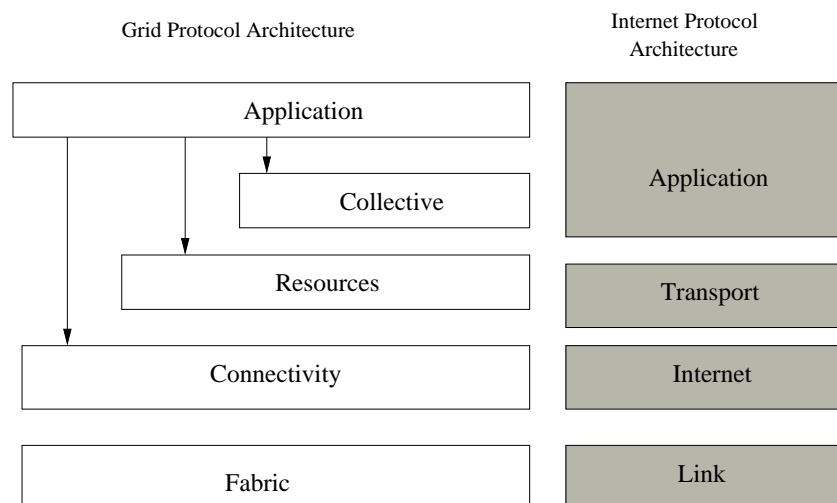 Grid Protocol Architecture
Internet Protocol
Architecture
Application
Application
Collective
Resources
Transport
Connectivity
Internet
Fabric
Link